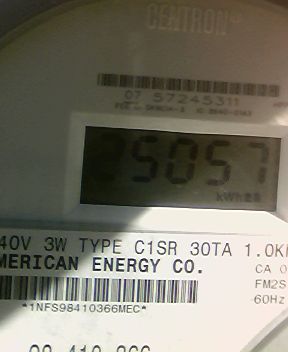 CENTRON
07 57245311
25057
kWh
40V 3W TYPE C1SR 30TA 1.0K
MERICAN ENERGY CO.
CA 0
FM2S
60Hz
*1NFS98410366MEC*